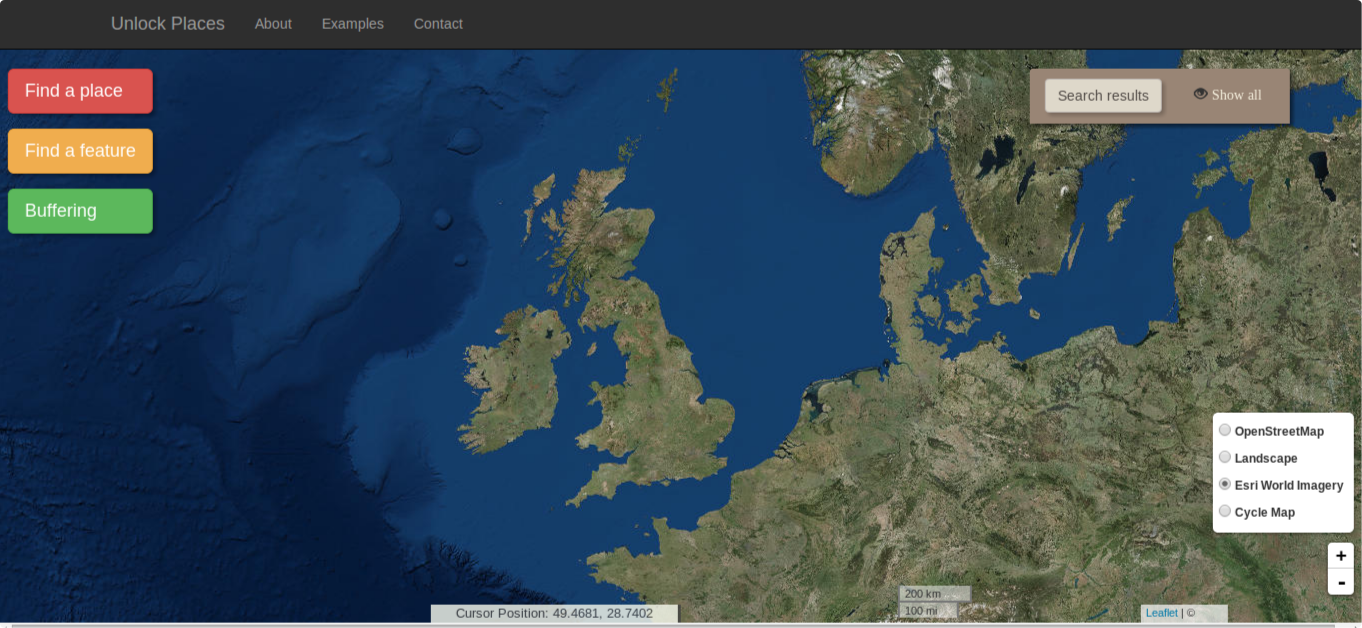 Unlock Places About Examples Contact
Find a place
Find a feature
Buffering
Search results Show all
OpenStreetMap
Landscape
Esri World Imagery
Cycle Map
+
-
200 km
100 mi
Cursor Position: 49.4681, 28.7402
Leaflet | ©